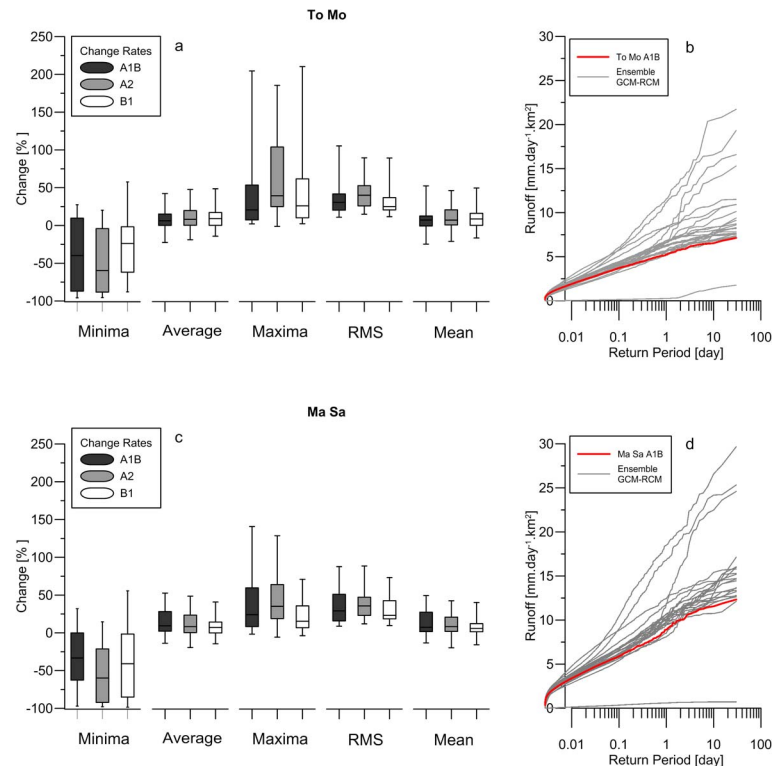 To Mo
a
Change Rates
A1B
A2
B1
Change [% ]
250
200
150
100
50
0
-50
-100
Minima
Average
Maxima
RMS
Mean
b
To Mo A1B
Ensemble
GCM-RCM
Runoff [mm.day⁻¹.km²]
30
25
20
15
10
5
0
0.01
0.1
1
10
100
Return Period [day]
Ma Sa
c
Change Rates
A1B
A2
B1
Change [% ]
250
200
150
100
50
0
-50
-100
Minima
Average
Maxima
RMS
Mean
d
Ma Sa A1B
Ensemble
GCM-RCM
Runoff [mm.day⁻¹.km²]
30
25
20
15
10
5
0
0.01
0.1
1
10
100
Return Period [day]